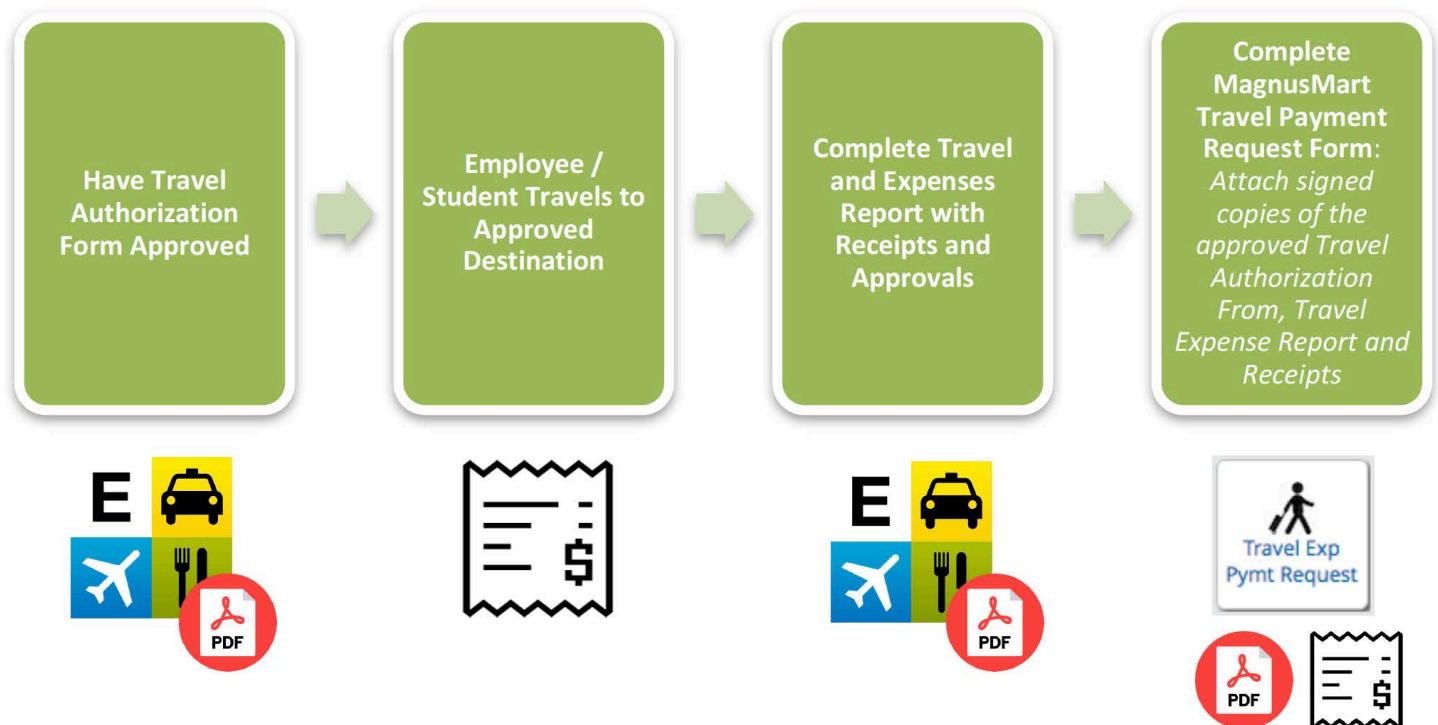 Have Travel
Authorization
Form Approved
Employee /
Student Travels to
Approved
Destination
Complete Travel
and Expenses
Report with
Receipts and
Approvals
Complete
MagnusMart
Travel Payment
Request Form:
Attach signed
copies of the
approved Travel
Authorization
From, Travel
Expense Report and
Receipts
E
PDF
$
E
PDF
Travel Exp
Pymt Request
PDF
$